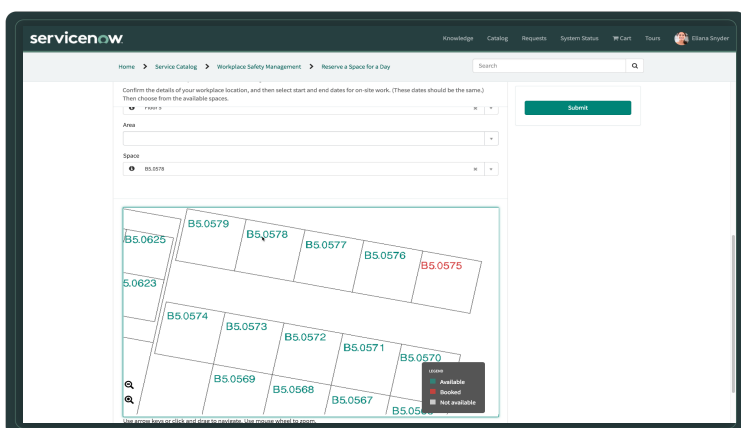 servicenow
Knowledge Catalog Requests System Status Cart Tours Eliana Snyder
Home > Service Catalog > Workplace Safety Management > Reserve a Space for a Day
Search
Confirm the details of your workplace location, and then select start and end dates for on-site work. (These dates should be the same.)
Then choose from the available spaces.
Submit
Area
Space
B5.0578
B5.0579
B5.0578
B5.0577
B5.0576
B5.0575
B5.0625
5.0623
B5.0574
B5.0573
B5.0572
B5.0571
B5.0570
B5.0569
B5.0568
B5.0567
LEGEND
Available
Booked
Not available
Use arrow keys or click and drag to navigate. Use mouse wheel to zoom.